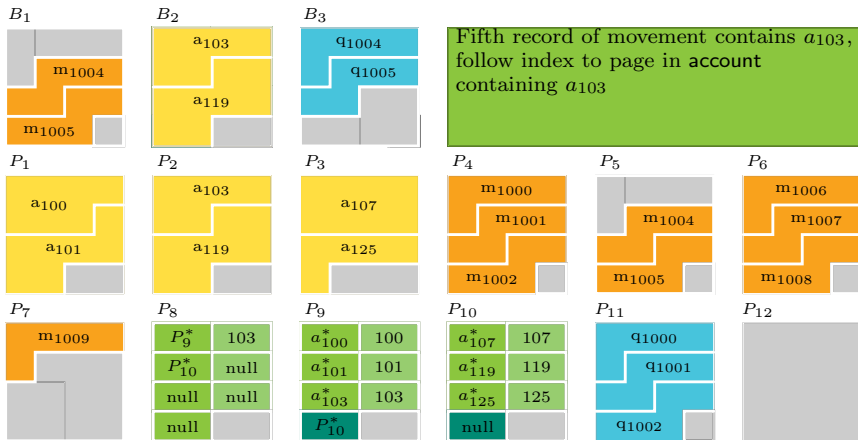 B₁ B₂ B₃
m₁₀₀₄
m₁₀₀₅
a₁₀₃
a₁₁₉
q₁₀₀₄
q₁₀₀₅
Fifth record of movement contains a₁₀₃,
follow index to page in account
containing a₁₀₃
P₁ P₂ P₃ P₄ P₅ P₆
a₁₀₀
a₁₀₁
a₁₀₃
a₁₁₉
a₁₀₇
a₁₂₅
m₁₀₀₀
m₁₀₀₁
m₁₀₀₂
m₁₀₀₄
m₁₀₀₅
m₁₀₀₆
m₁₀₀₇
m₁₀₀₈
P₇ P₈ P₉ P₁₀ P₁₁ P₁₂
m₁₀₀₉
P₉* 103
P₁₀* null
null null
null
a₁₀₀* 100
a₁₀₁* 101
a₁₀₃* 103
P₁₀*
a₁₀₇* 107
a₁₁₉* 119
a₁₂₅* 125
null
q₁₀₀₀
q₁₀₀₁
q₁₀₀₂